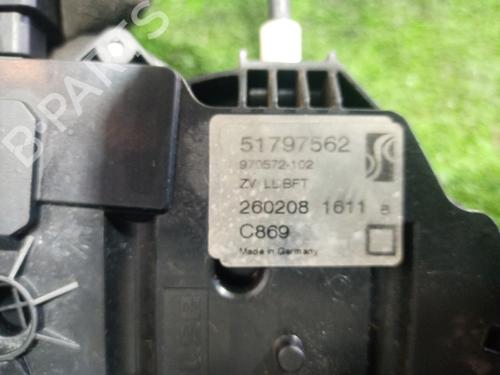 B-PARTS
51797562
970572-102
ZV LL BFT
260208 1611 B
C869
Made in Germany